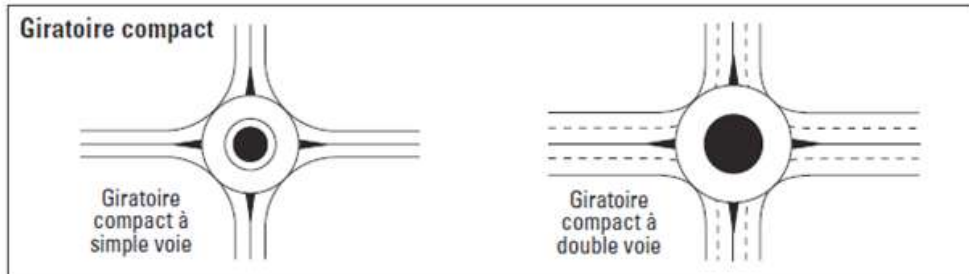 Giratoire compact
Giratoire
compact à
simple voie
Giratoire
compact à
double voie